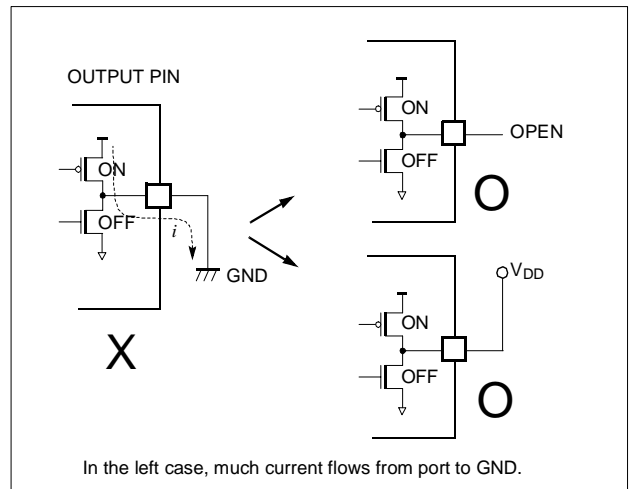 OUTPUT PIN
ON
OFF
i
GND
X
ON
OFF
OPEN
O
VDD
ON
OFF
O
In the left case, much current flows from port to GND.